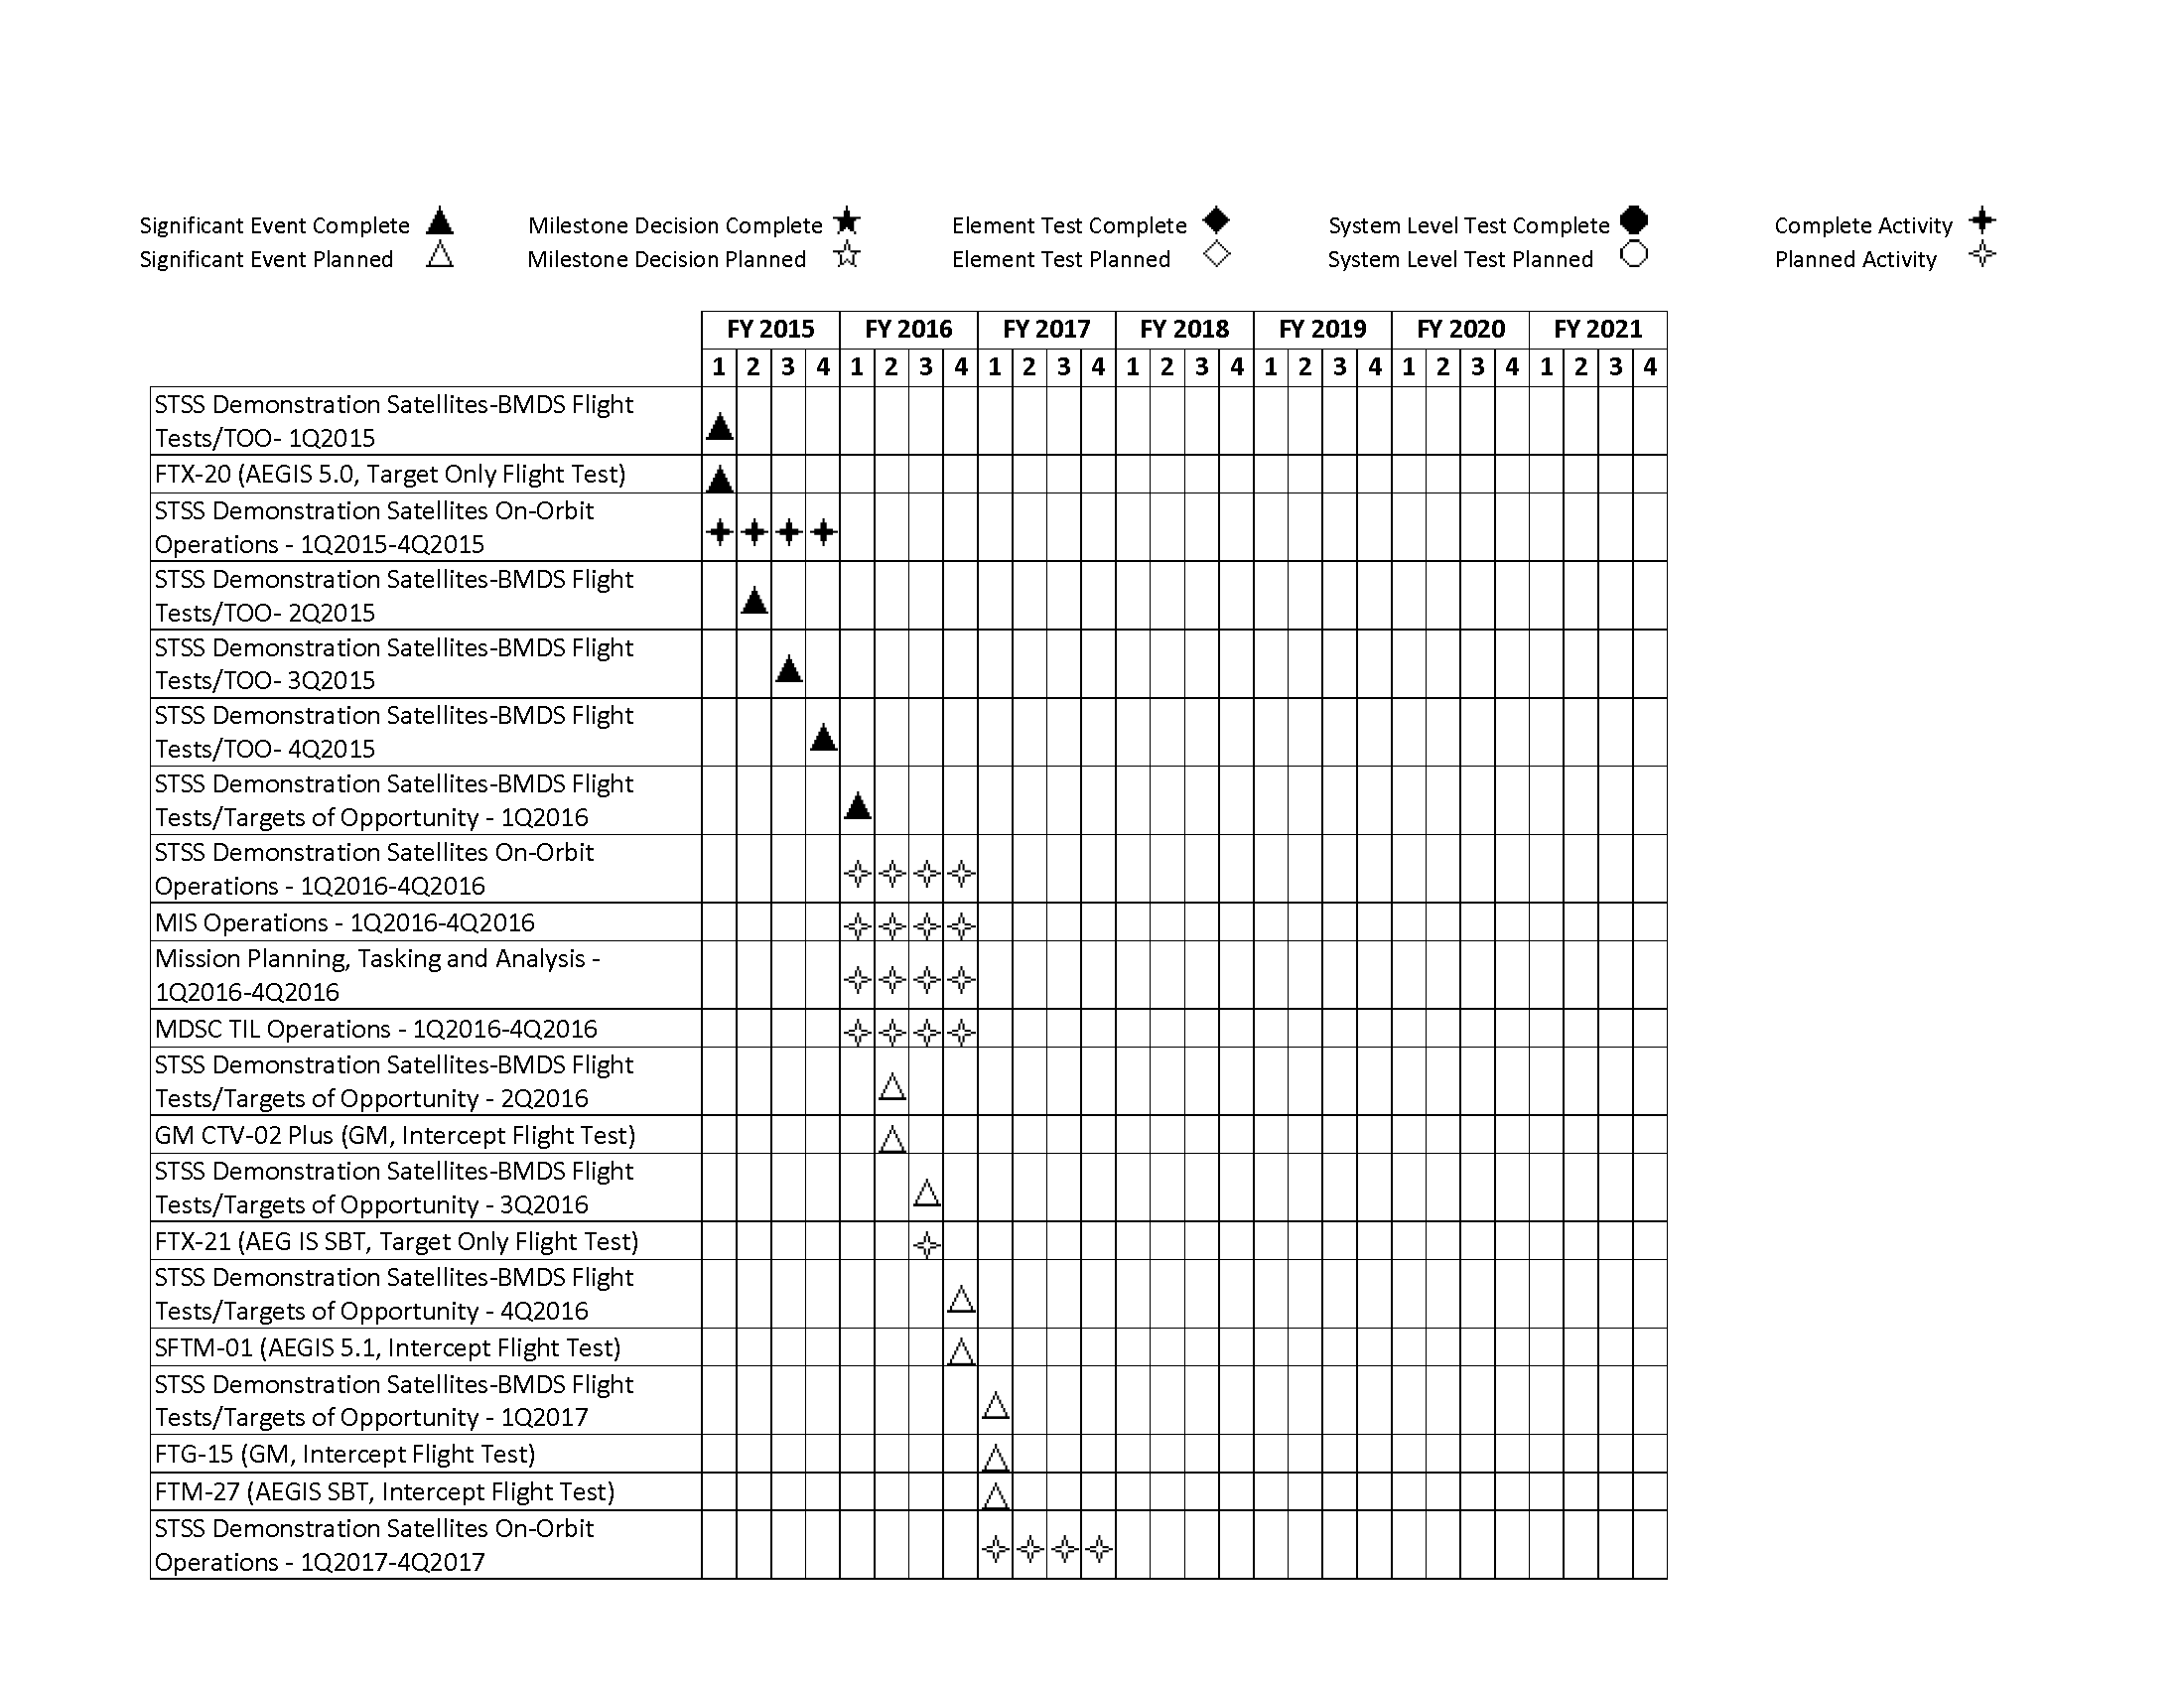 Significant Event Complete Milestone Decision Complete Element Test Complete System Level Test Complete Complete Activity
Significant Event Planned Milestone Decision Planned Element Test Planned System Level Test Planned Planned Activity
FY 2015 FY 2016 FY 2017 FY 2018 FY 2019 FY 2020 FY 2021
1 2 3 4 1 2 3 4 1 2 3 4 1 2 3 4 1 2 3 4 1 2 3 4 1 2 3 4
STSS Demonstration Satellites-BMDS Flight
Tests/TOO- 1Q2015
FTX-20 (AEGIS 5.0, Target Only Flight Test)
STSS Demonstration Satellites On-Orbit
Operations - 1Q2015-4Q2015
STSS Demonstration Satellites-BMDS Flight
Tests/TOO- 2Q2015
STSS Demonstration Satellites-BMDS Flight
Tests/TOO- 3Q2015
STSS Demonstration Satellites-BMDS Flight
Tests/TOO- 4Q2015
STSS Demonstration Satellites-BMDS Flight
Tests/Targets of Opportunity - 1Q2016
STSS Demonstration Satellites On-Orbit
Operations - 1Q2016-4Q2016
MIS Operations - 1Q2016-4Q2016
Mission Planning, Tasking and Analysis -
1Q2016-4Q2016
MDSC TIL Operations - 1Q2016-4Q2016
STSS Demonstration Satellites-BMDS Flight
Tests/Targets of Opportunity - 2Q2016
GM CTV-02 Plus (GM, Intercept Flight Test)
STSS Demonstration Satellites-BMDS Flight
Tests/Targets of Opportunity - 3Q2016
FTX-21 (AEG IS SBT, Target Only Flight Test)
STSS Demonstration Satellites-BMDS Flight
Tests/Targets of Opportunity - 4Q2016
SFTM-01 (AEGIS 5.1, Intercept Flight Test)
STSS Demonstration Satellites-BMDS Flight
Tests/Targets of Opportunity - 1Q2017
FTG-15 (GM, Intercept Flight Test)
FTM-27 (AEGIS SBT, Intercept Flight Test)
STSS Demonstration Satellites On-Orbit
Operations - 1Q2017-4Q2017